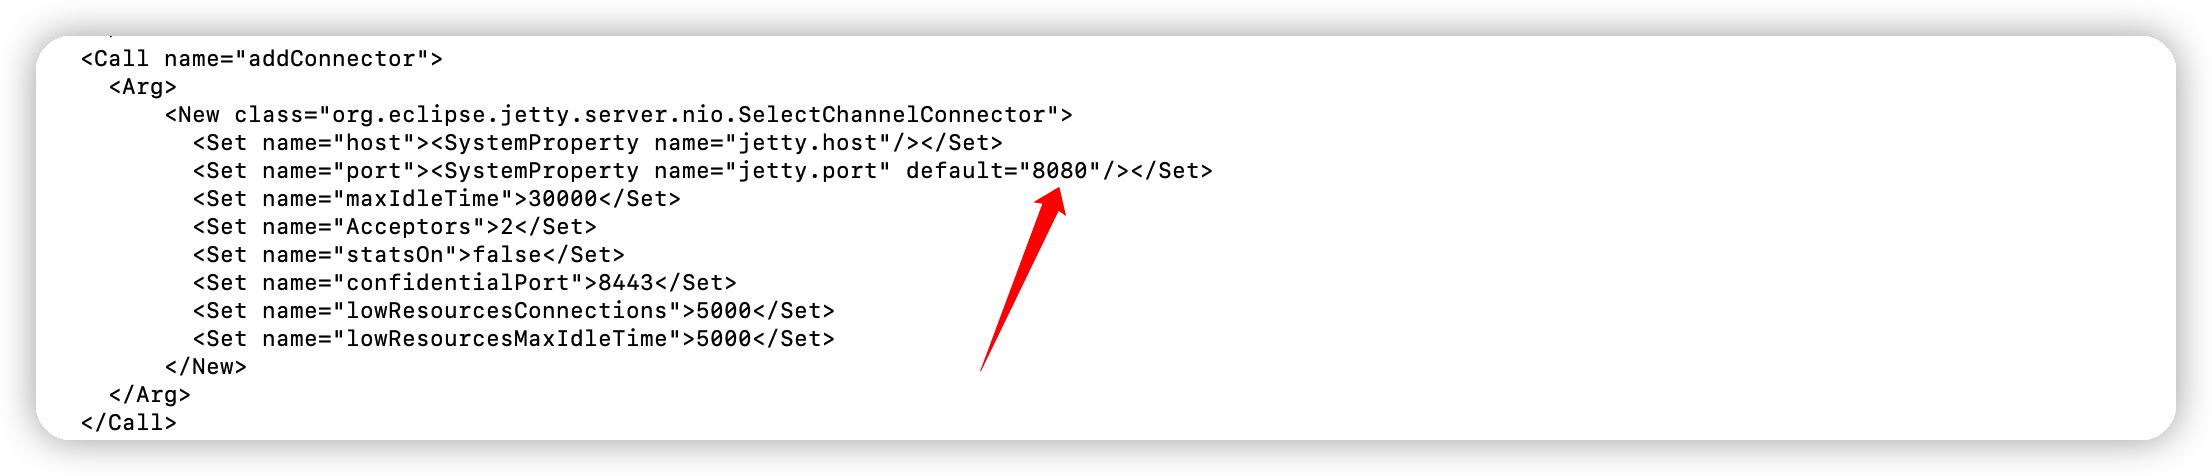 <Call name="addConnector">
<Arg>
<New class="org.eclipse.jetty.server.nio.SelectChannelConnector">
<Set name="host"><SystemProperty name="jetty.host"/></Set>
<Set name="port"><SystemProperty name="jetty.port" default="8080"/></Set>
<Set name="maxIdleTime">30000</Set>
<Set name="Acceptors">2</Set>
<Set name="statsOn">false</Set>
<Set name="confidentialPort">8443</Set>
<Set name="lowResourcesConnections">5000</Set>
<Set name="lowResourcesMaxIdleTime">5000</Set>
</New>
</Arg>
</Call>